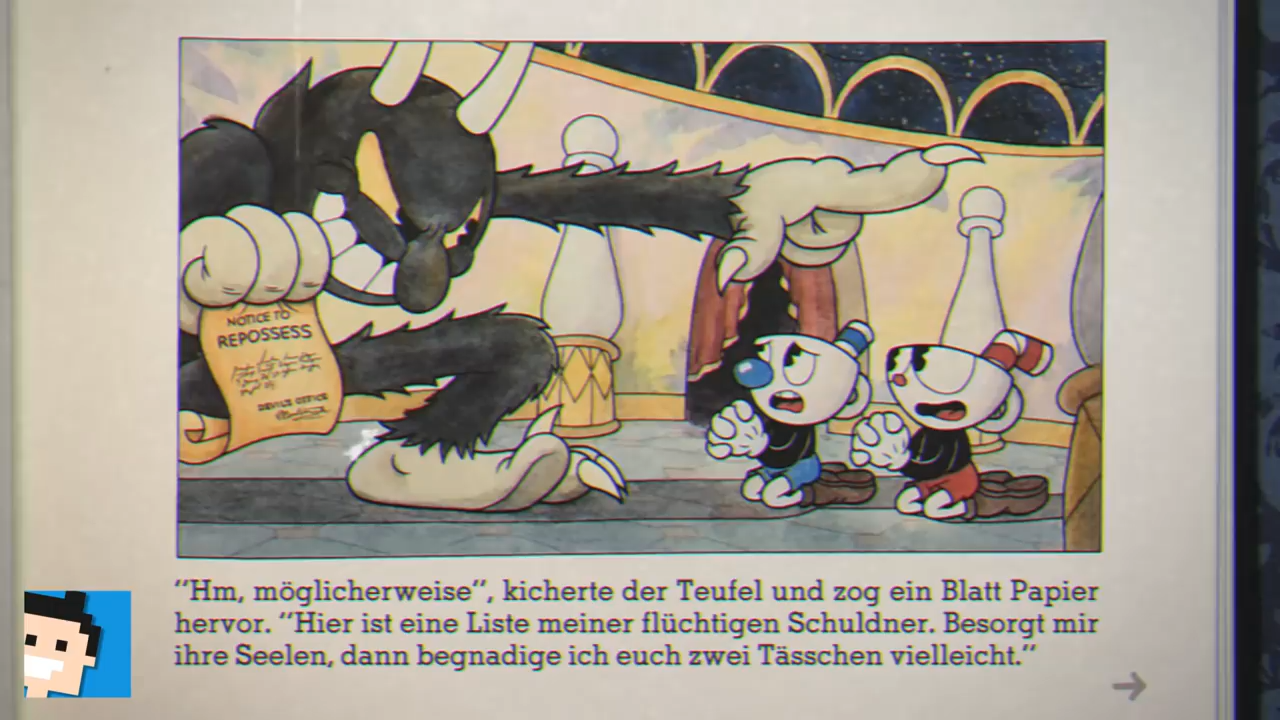 NOTICE TO
REPOSSESS
DEVILS OFFICE
“Hm, möglicherweise“, kicherte der Teufel und zog ein Blatt Papier
hervor. “Hier ist eine Liste meiner flüchtigen Schuldner. Besorgt mir
ihre Seelen, dann begnadige ich euch zwei Tässchen vielleicht.“